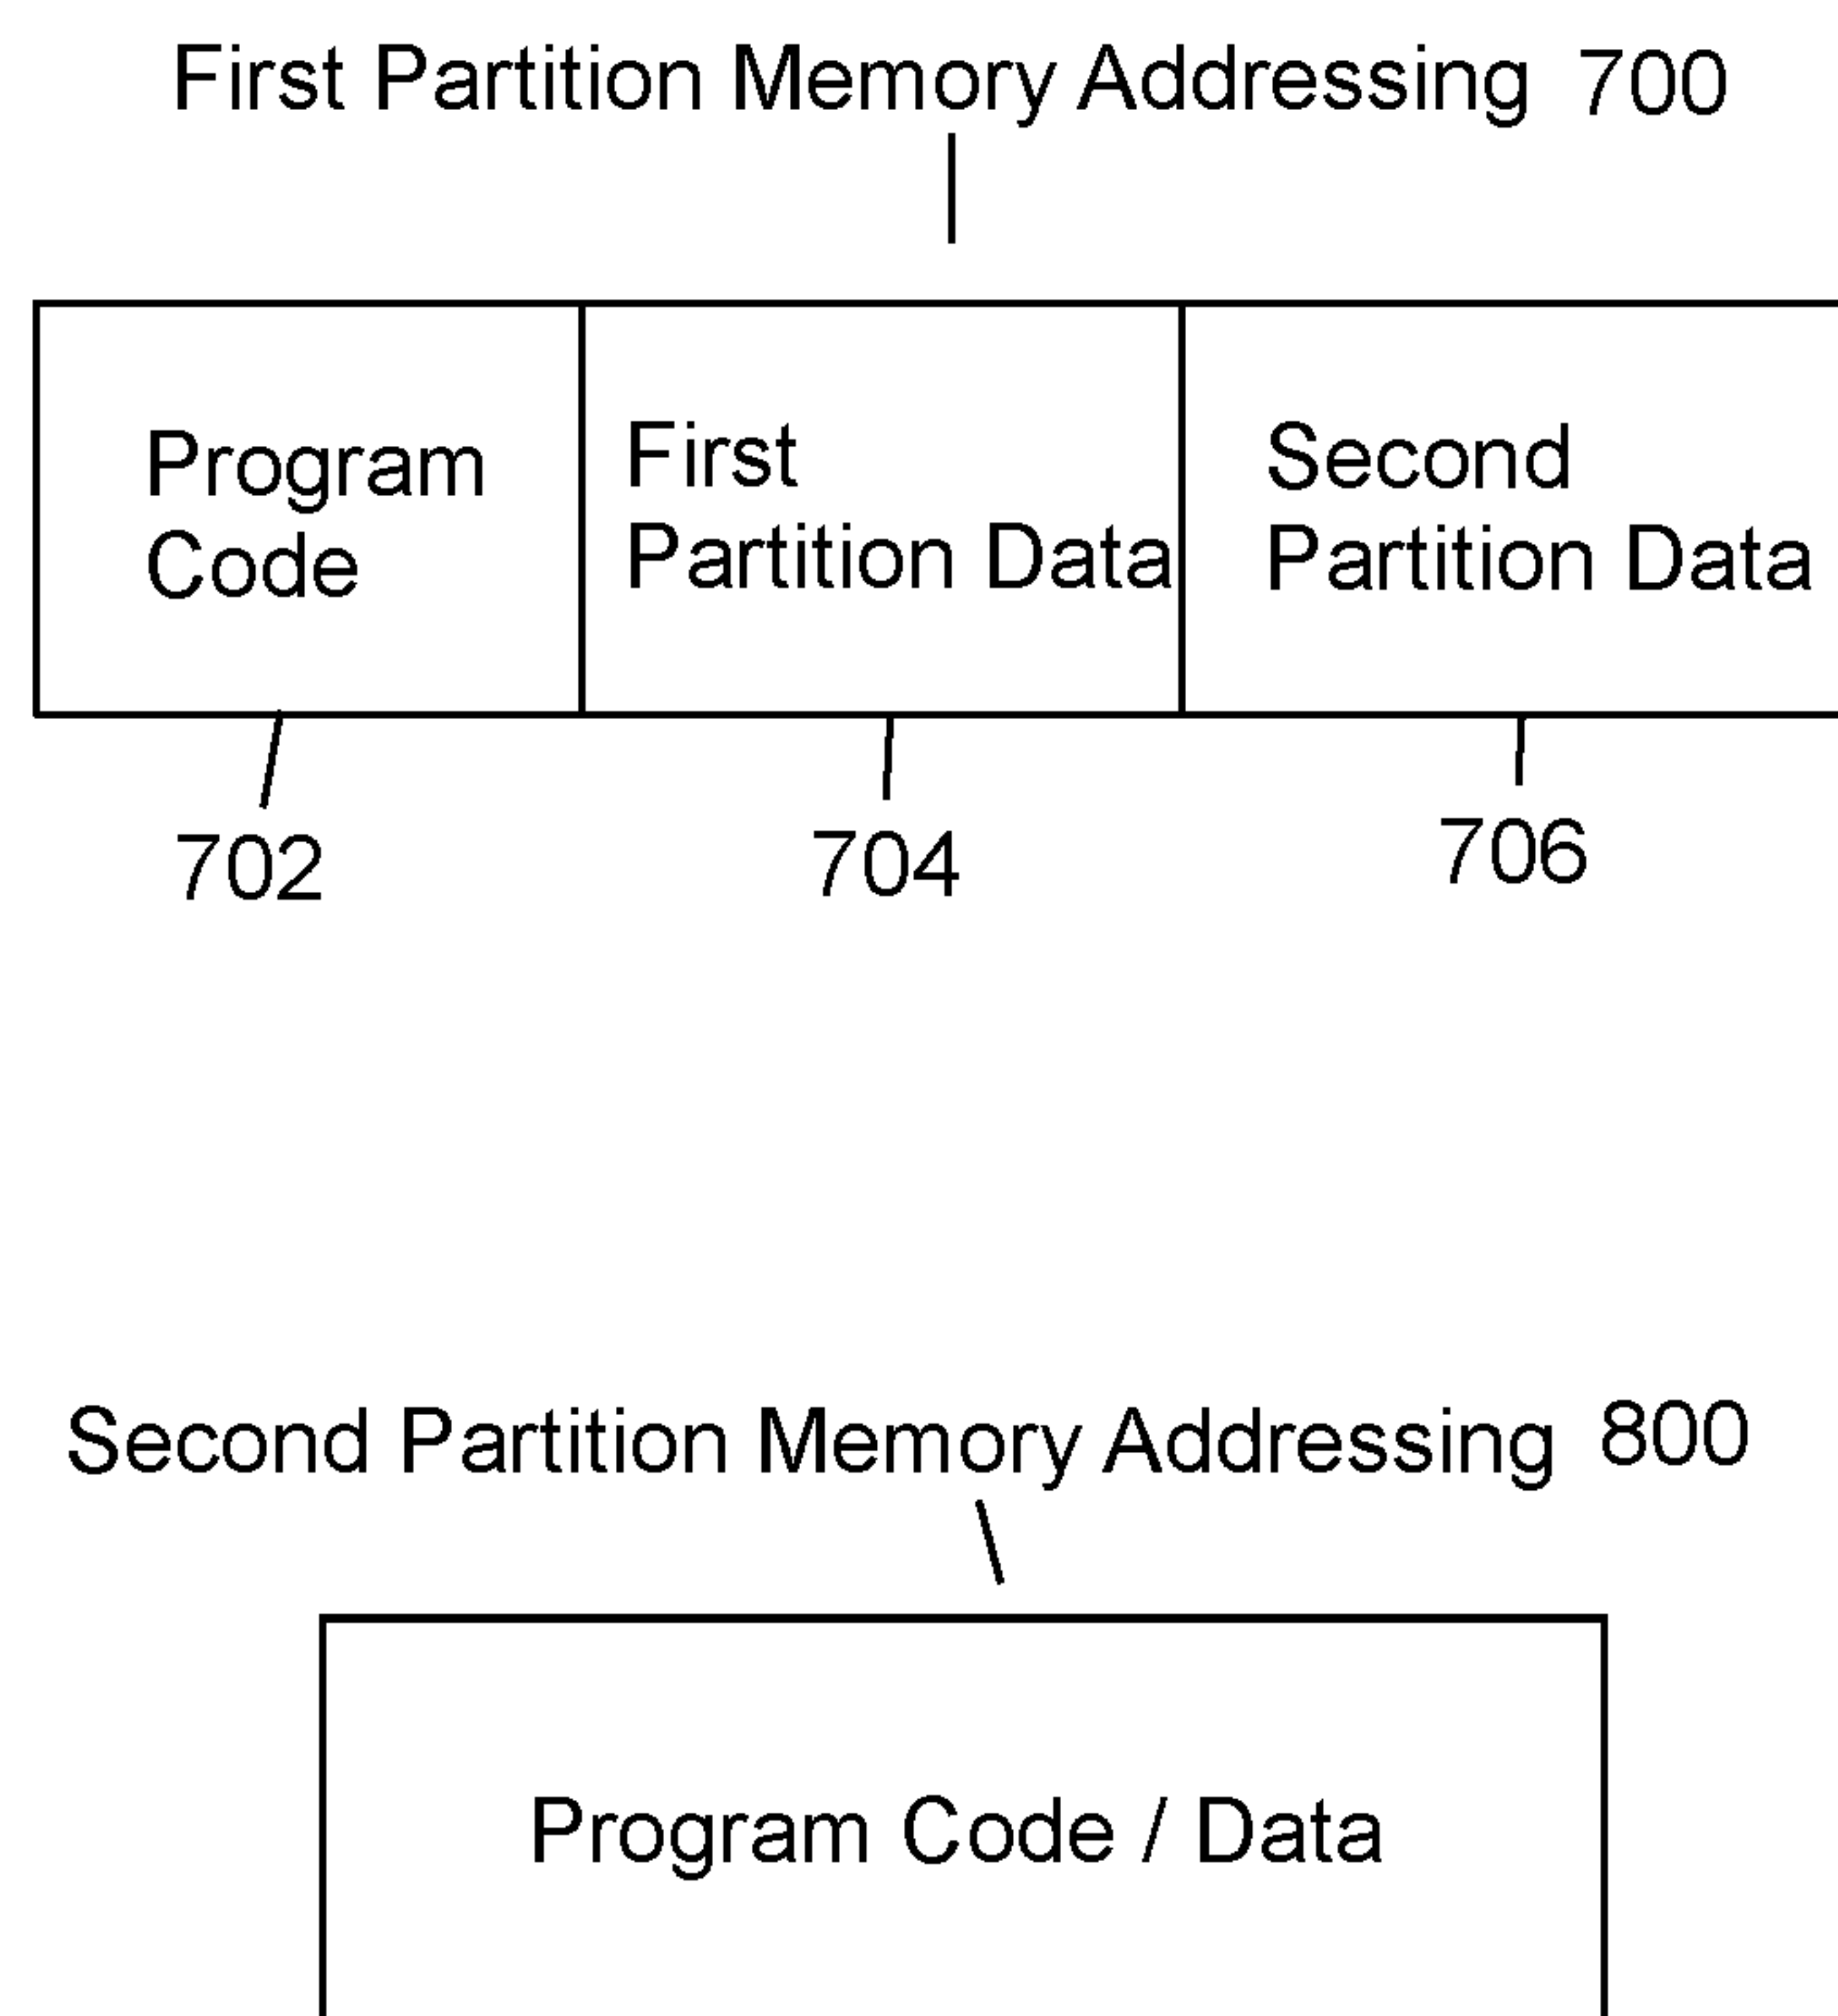 First Partition Memory Addressing 700
Program
Code
First
Partition Data
Second
Partition Data
702
704
706
Second Partition Memory Addressing 800
Program Code / Data